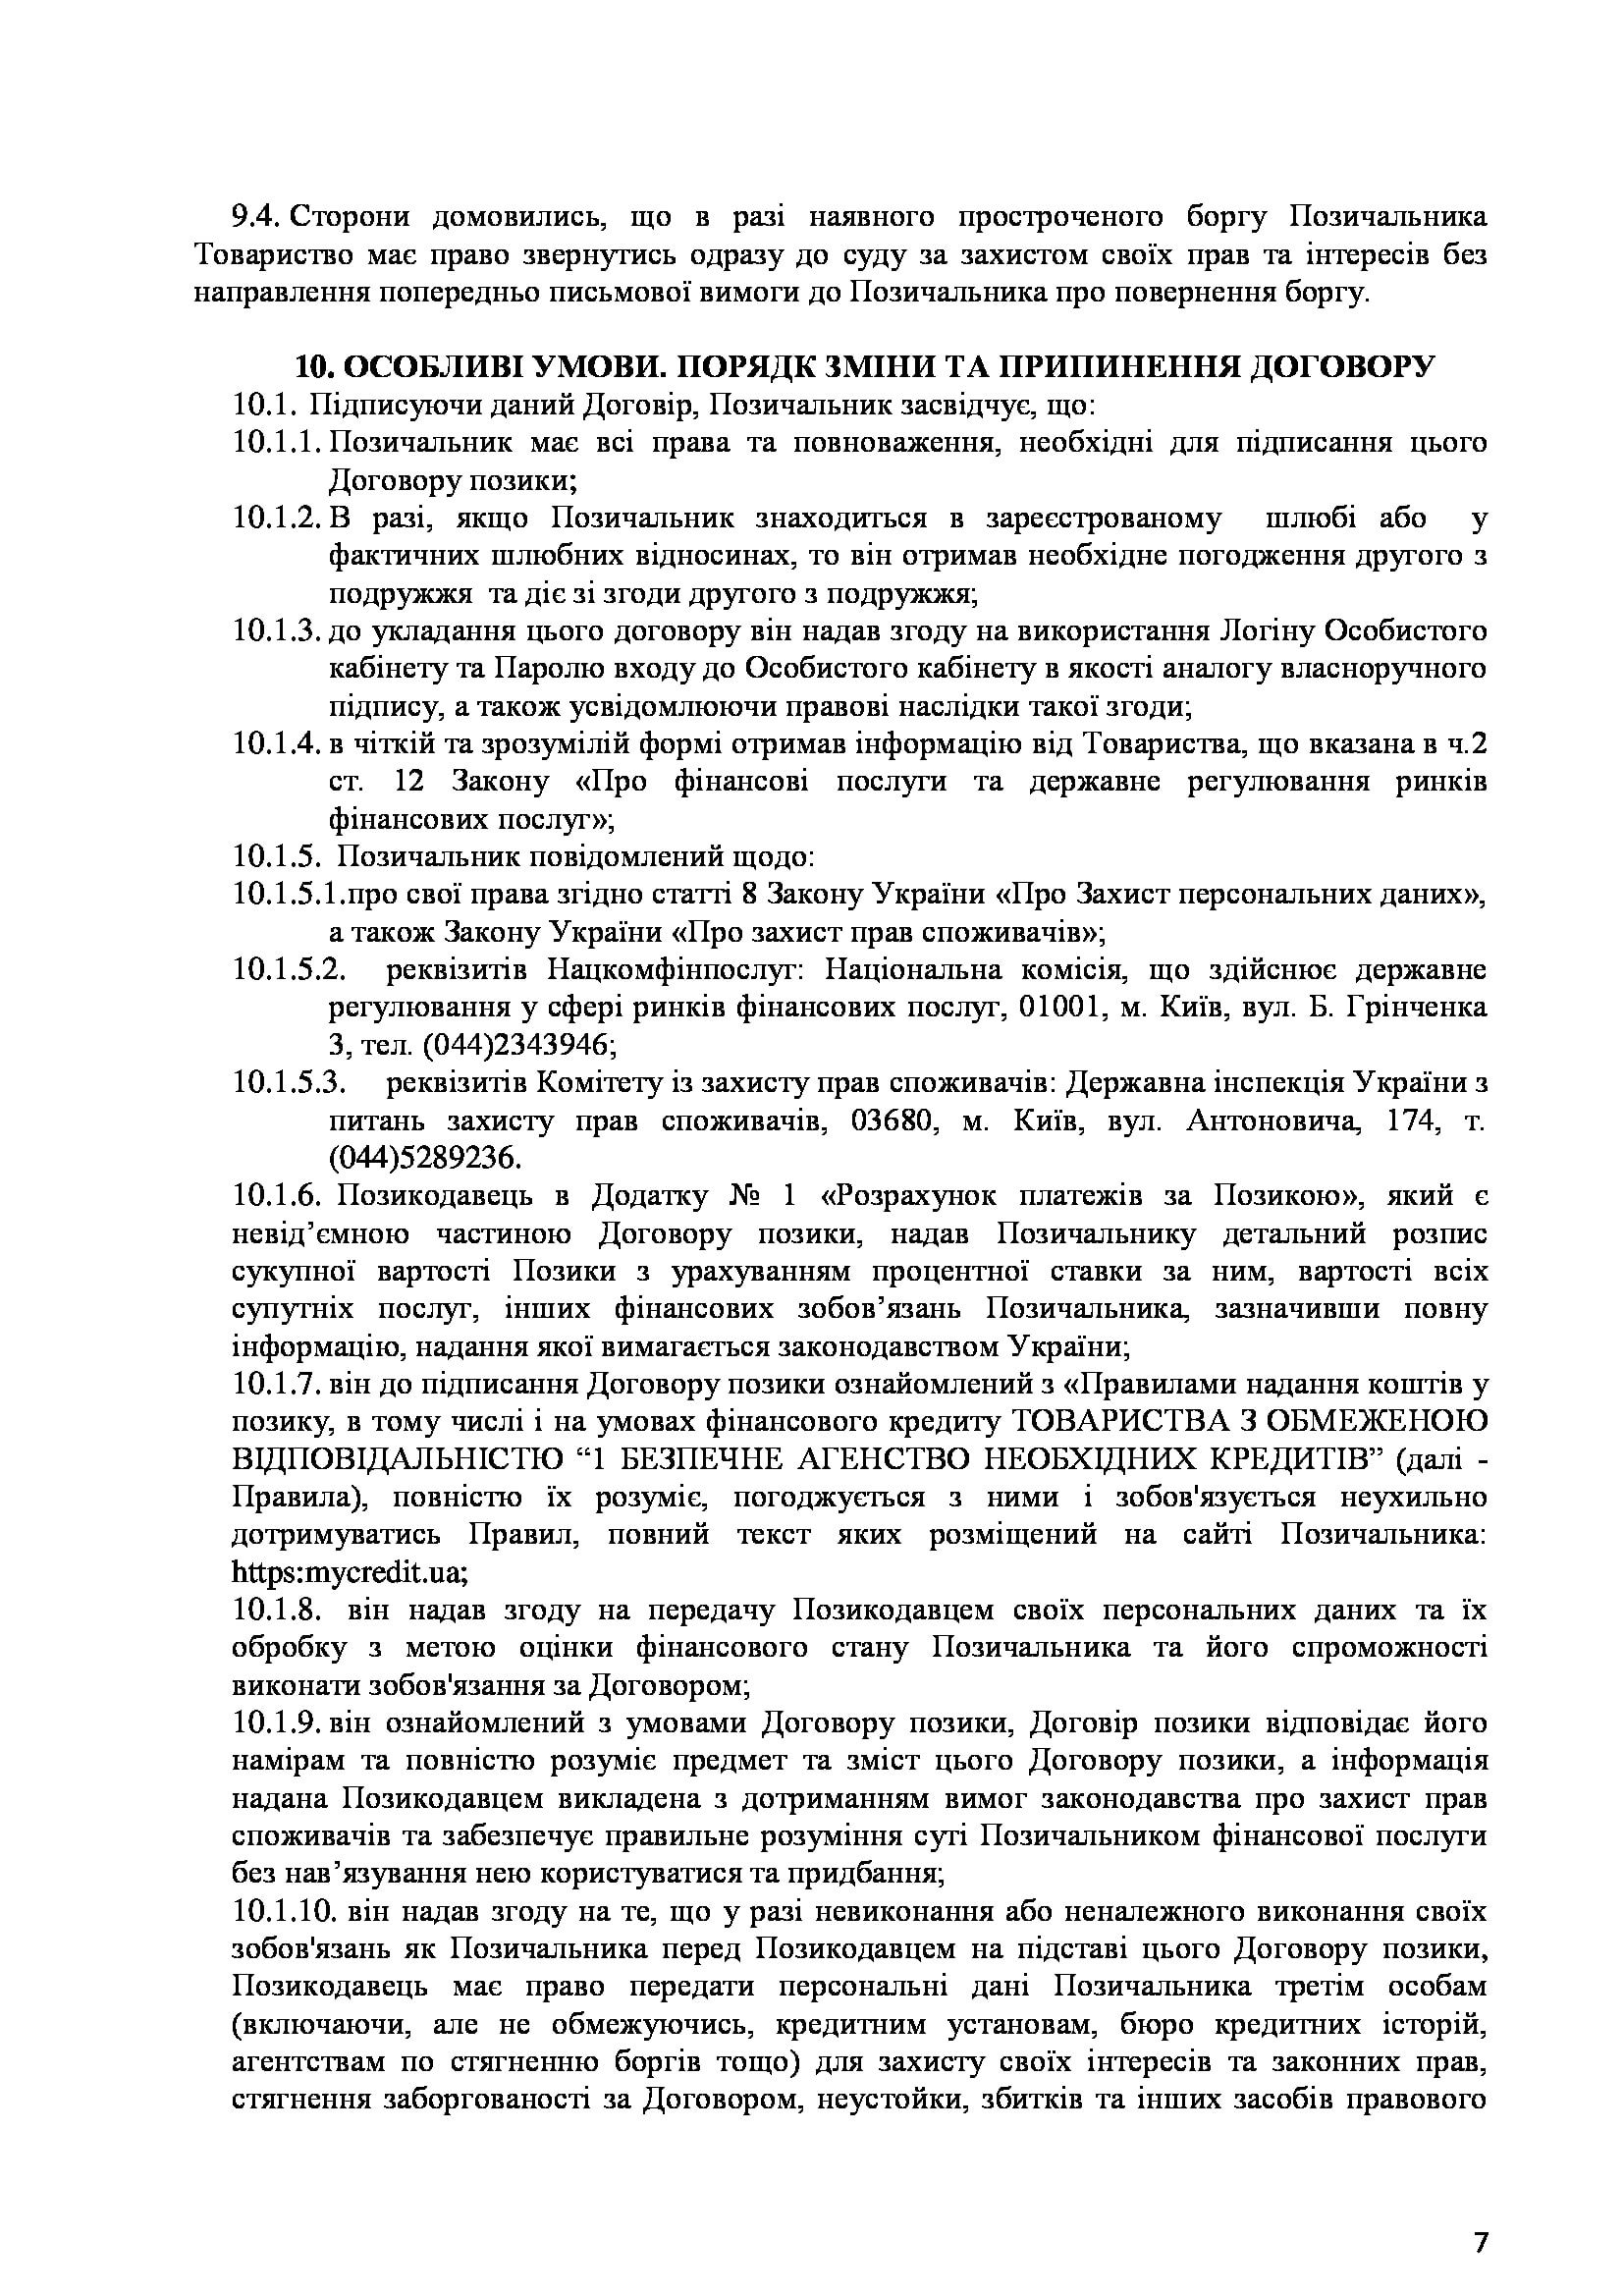 9.4. Сторони домовились, що в разі наявного простроченого боргу Позичальника
Товариство має право звернутись одразу до суду за захистом своїх прав та інтересів без
направлення попередньо письмової вимоги до Позичальника про повернення боргу.
10. ОСОБЛИВІ УМОВИ. ПОРЯДК ЗМІНИ ТА ПРИПИНЕННЯ ДОГОВОРУ
10.1. Підписуючи даний Договір, Позичальник засвідчує, що:
10.1.1. Позичальник має всі права та повноваження, необхідні для підписання цього
Договору позики;
10.1.2. В разі, якщо Позичальник знаходиться в зареєстрованому шлюбі або у
фактичних шлюбних відносинах, то він отримав необхідне погодження другого з
подружжя та діє зі згоди другого з подружжя;
10.1.3. до укладання цього договору він надав згоду на використання Логіну Особистого
кабінету та Паролю входу до Особистого кабінету в якості аналогу власноручного
підпису, а також усвідомлюючи правові наслідки такої згоди;
10.1.4. в чіткій та зрозумілій формі отримав інформацію від Товариства, що вказана в ч.2
ст. 12 Закону «Про фінансові послуги та державне регулювання ринків
фінансових послуг»;
10.1.5. Позичальник повідомлений щодо:
10.1.5.1.про свої права згідно статті 8 Закону України «Про Захист персональних даних»,
а також Закону України «Про захист прав споживачів»;
10.1.5.2. реквізитів Нацкомфінпослуг: Національна комісія, що здійснює державне
регулювання у сфері ринків фінансових послуг, 01001, м. Київ, вул. Б. Грінченка
3, тел. (044)2343946;
10.1.5.3. реквізитів Комітету із захисту прав споживачів: Державна інспекція України з
питань захисту прав споживачів, 03680, м. Київ, вул. Антоновича, 174, т.
(044)5289236.
10.1.6. Позикодавець в Додатку № 1 «Розрахунок платежів за Позикою», який є
невід’ємною частиною Договору позики, надав Позичальнику детальний розпис
сукупної вартості Позики з урахуванням процентної ставки за ним, вартості всіх
супутніх послуг, інших фінансових зобов’язань Позичальника, зазначивши повну
інформацію, надання якої вимагається законодавством України;
10.1.7. він до підписання Договору позики ознайомлений з «Правилами надання коштів у
позику, в тому числі і на умовах фінансового кредиту ТОВАРИСТВА З ОБМЕЖЕНОЮ
ВІДПОВІДАЛЬНІСТЮ “1 БЕЗПЕЧНЕ АГЕНСТВО НЕОБХІДНИХ КРЕДИТІВ” (далі -
Правила), повністю їх розуміє, погоджується з ними і зобов'язується неухильно
дотримуватись Правил, повний текст яких розміщений на сайті Позичальника:
https:mycredit.ua;
10.1.8. він надав згоду на передачу Позикодавцем своїх персональних даних та їх
обробку з метою оцінки фінансового стану Позичальника та його спроможності
виконати зобов'язання за Договором;
10.1.9. він ознайомлений з умовами Договору позики, Договір позики відповідає його
намірам та повністю розуміє предмет та зміст цього Договору позики, а інформація
надана Позикодавцем викладена з дотриманням вимог законодавства про захист прав
споживачів та забезпечує правильне розуміння суті Позичальником фінансової послуги
без нав’язування нею користуватися та придбання;
10.1.10. він надав згоду на те, що у разі невиконання або неналежного виконання своїх
зобов'язань як Позичальника перед Позикодавцем на підставі цього Договору позики,
Позикодавець має право передати персональні дані Позичальника третім особам
(включаючи, але не обмежуючись, кредитним установам, бюро кредитних історій,
агентствам по стягненню боргів тощо) для захисту своїх інтересів та законних прав,
стягнення заборгованості за Договором, неустойки, збитків та інших засобів правового
7